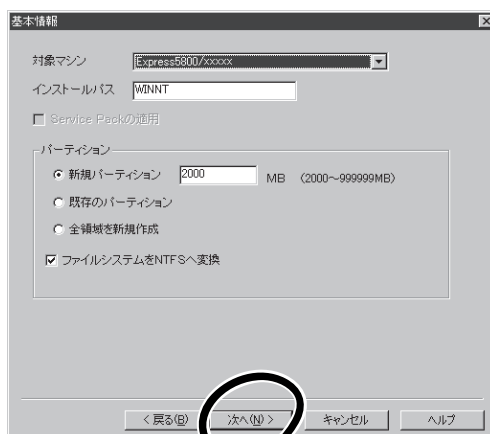 基本情報
対象マシン Express5800/xxxxx
インストールパス WINNT
Service Packの適用
パーティション
新規パーティション 2000 MB (2000～999999MB)
既存のパーティション
全領域を新規作成
ファイルシステムをNTFSへ変換
< 戻る(B) 次へ(N) > キャンセル ヘルプ